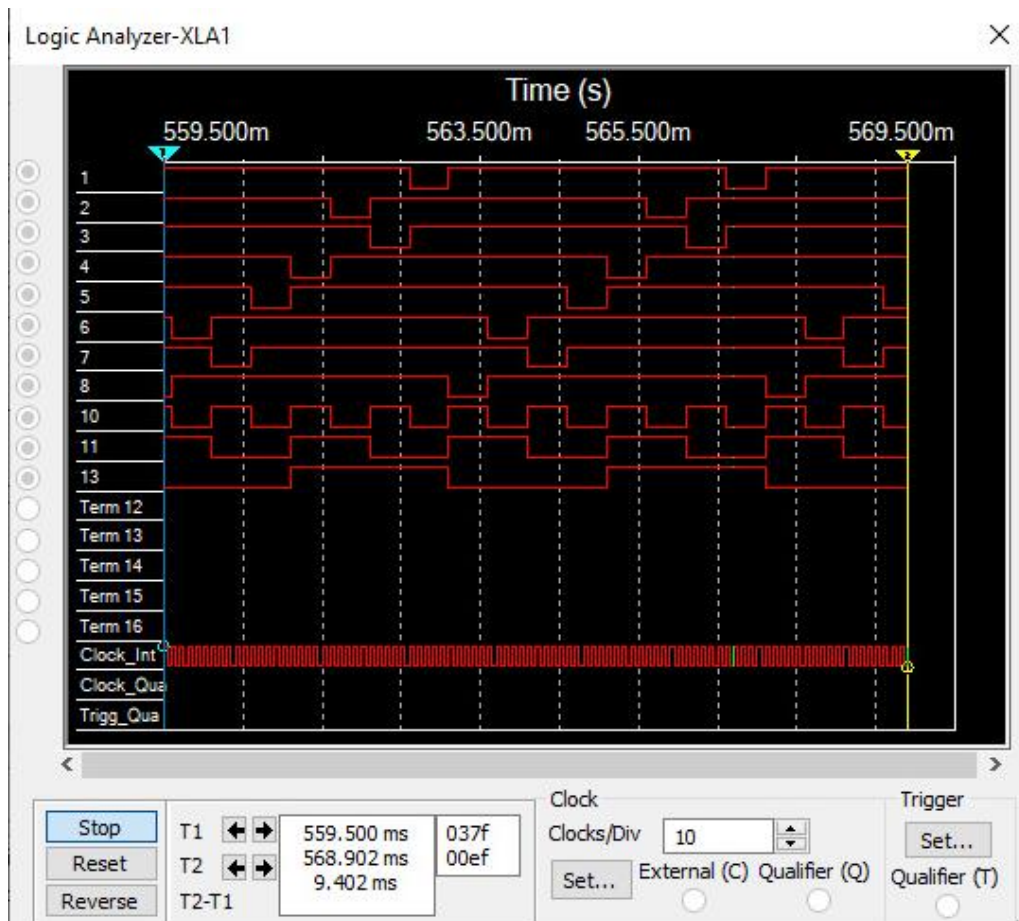 Logic Analyzer-XLA1
Time (s)
559.500m 563.500m 565.500m 569.500m
1 2
1
2
3
4
5
6
7
8
10
11
13
Term 12
Term 13
Term 14
Term 15
Term 16
Clock_Int
Clock_Qua
Trigg_Qua
Stop
Reset
Reverse
T1 559.500 ms 037f
T2 568.902 ms 00ef
T2-T1 9.402 ms
Clock
Clocks/Div 10
Set... External (C) Qualifier (Q)
Trigger
Set...
Qualifier (T)